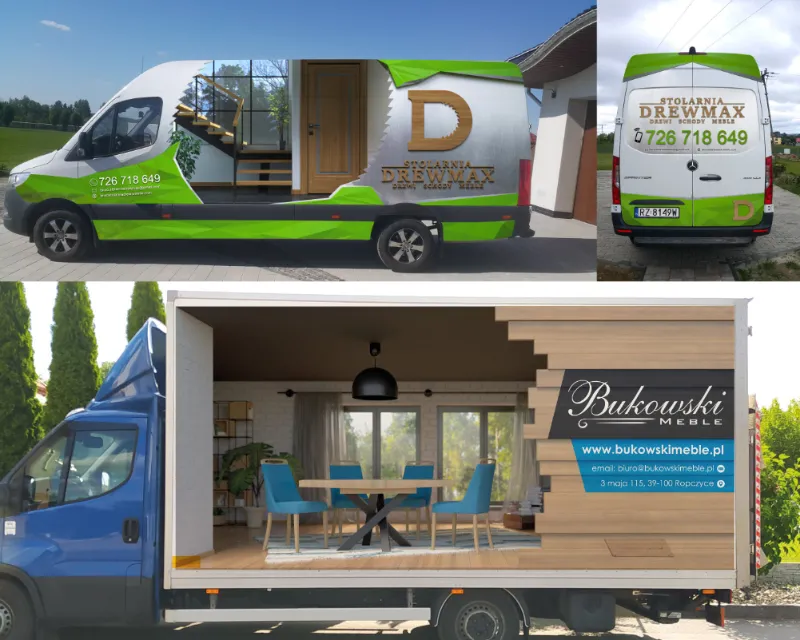 726 718 649
STOLARNIA
DREWMAX
DRZWI SCHODY MEBLE
STOLARNIA
DREWMAX
DRZWI SCHODY MEBLE
726 718 649
RZ 8149W
Bukowski
MEBLE
www.bukowskimeble.pl
email: biuro@bukowskimeble.pl
3 maja 115, 39-100 Ropczyce